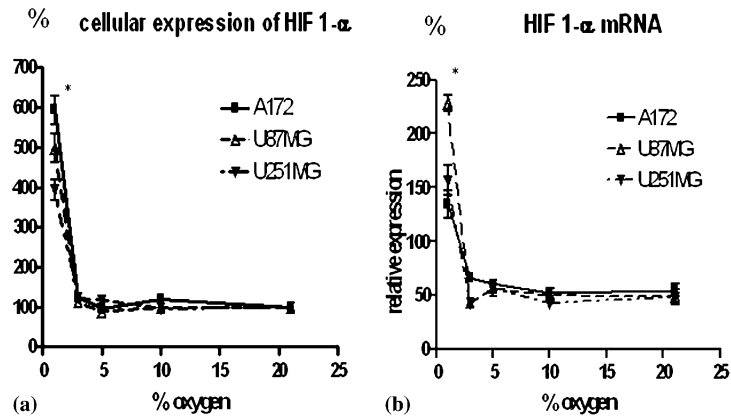 % cellular expression of HIF 1-α
700
600
500
400
300
200
100
0
*
A172
U87MG
U251MG
0 5 10 15 20 25
(a) % oxygen
% HIF 1-α mRNA
relative expression
250
200
150
100
50
0
*
A172
U87MG
U251MG
0 5 10 15 20 25
(b) % oxygen